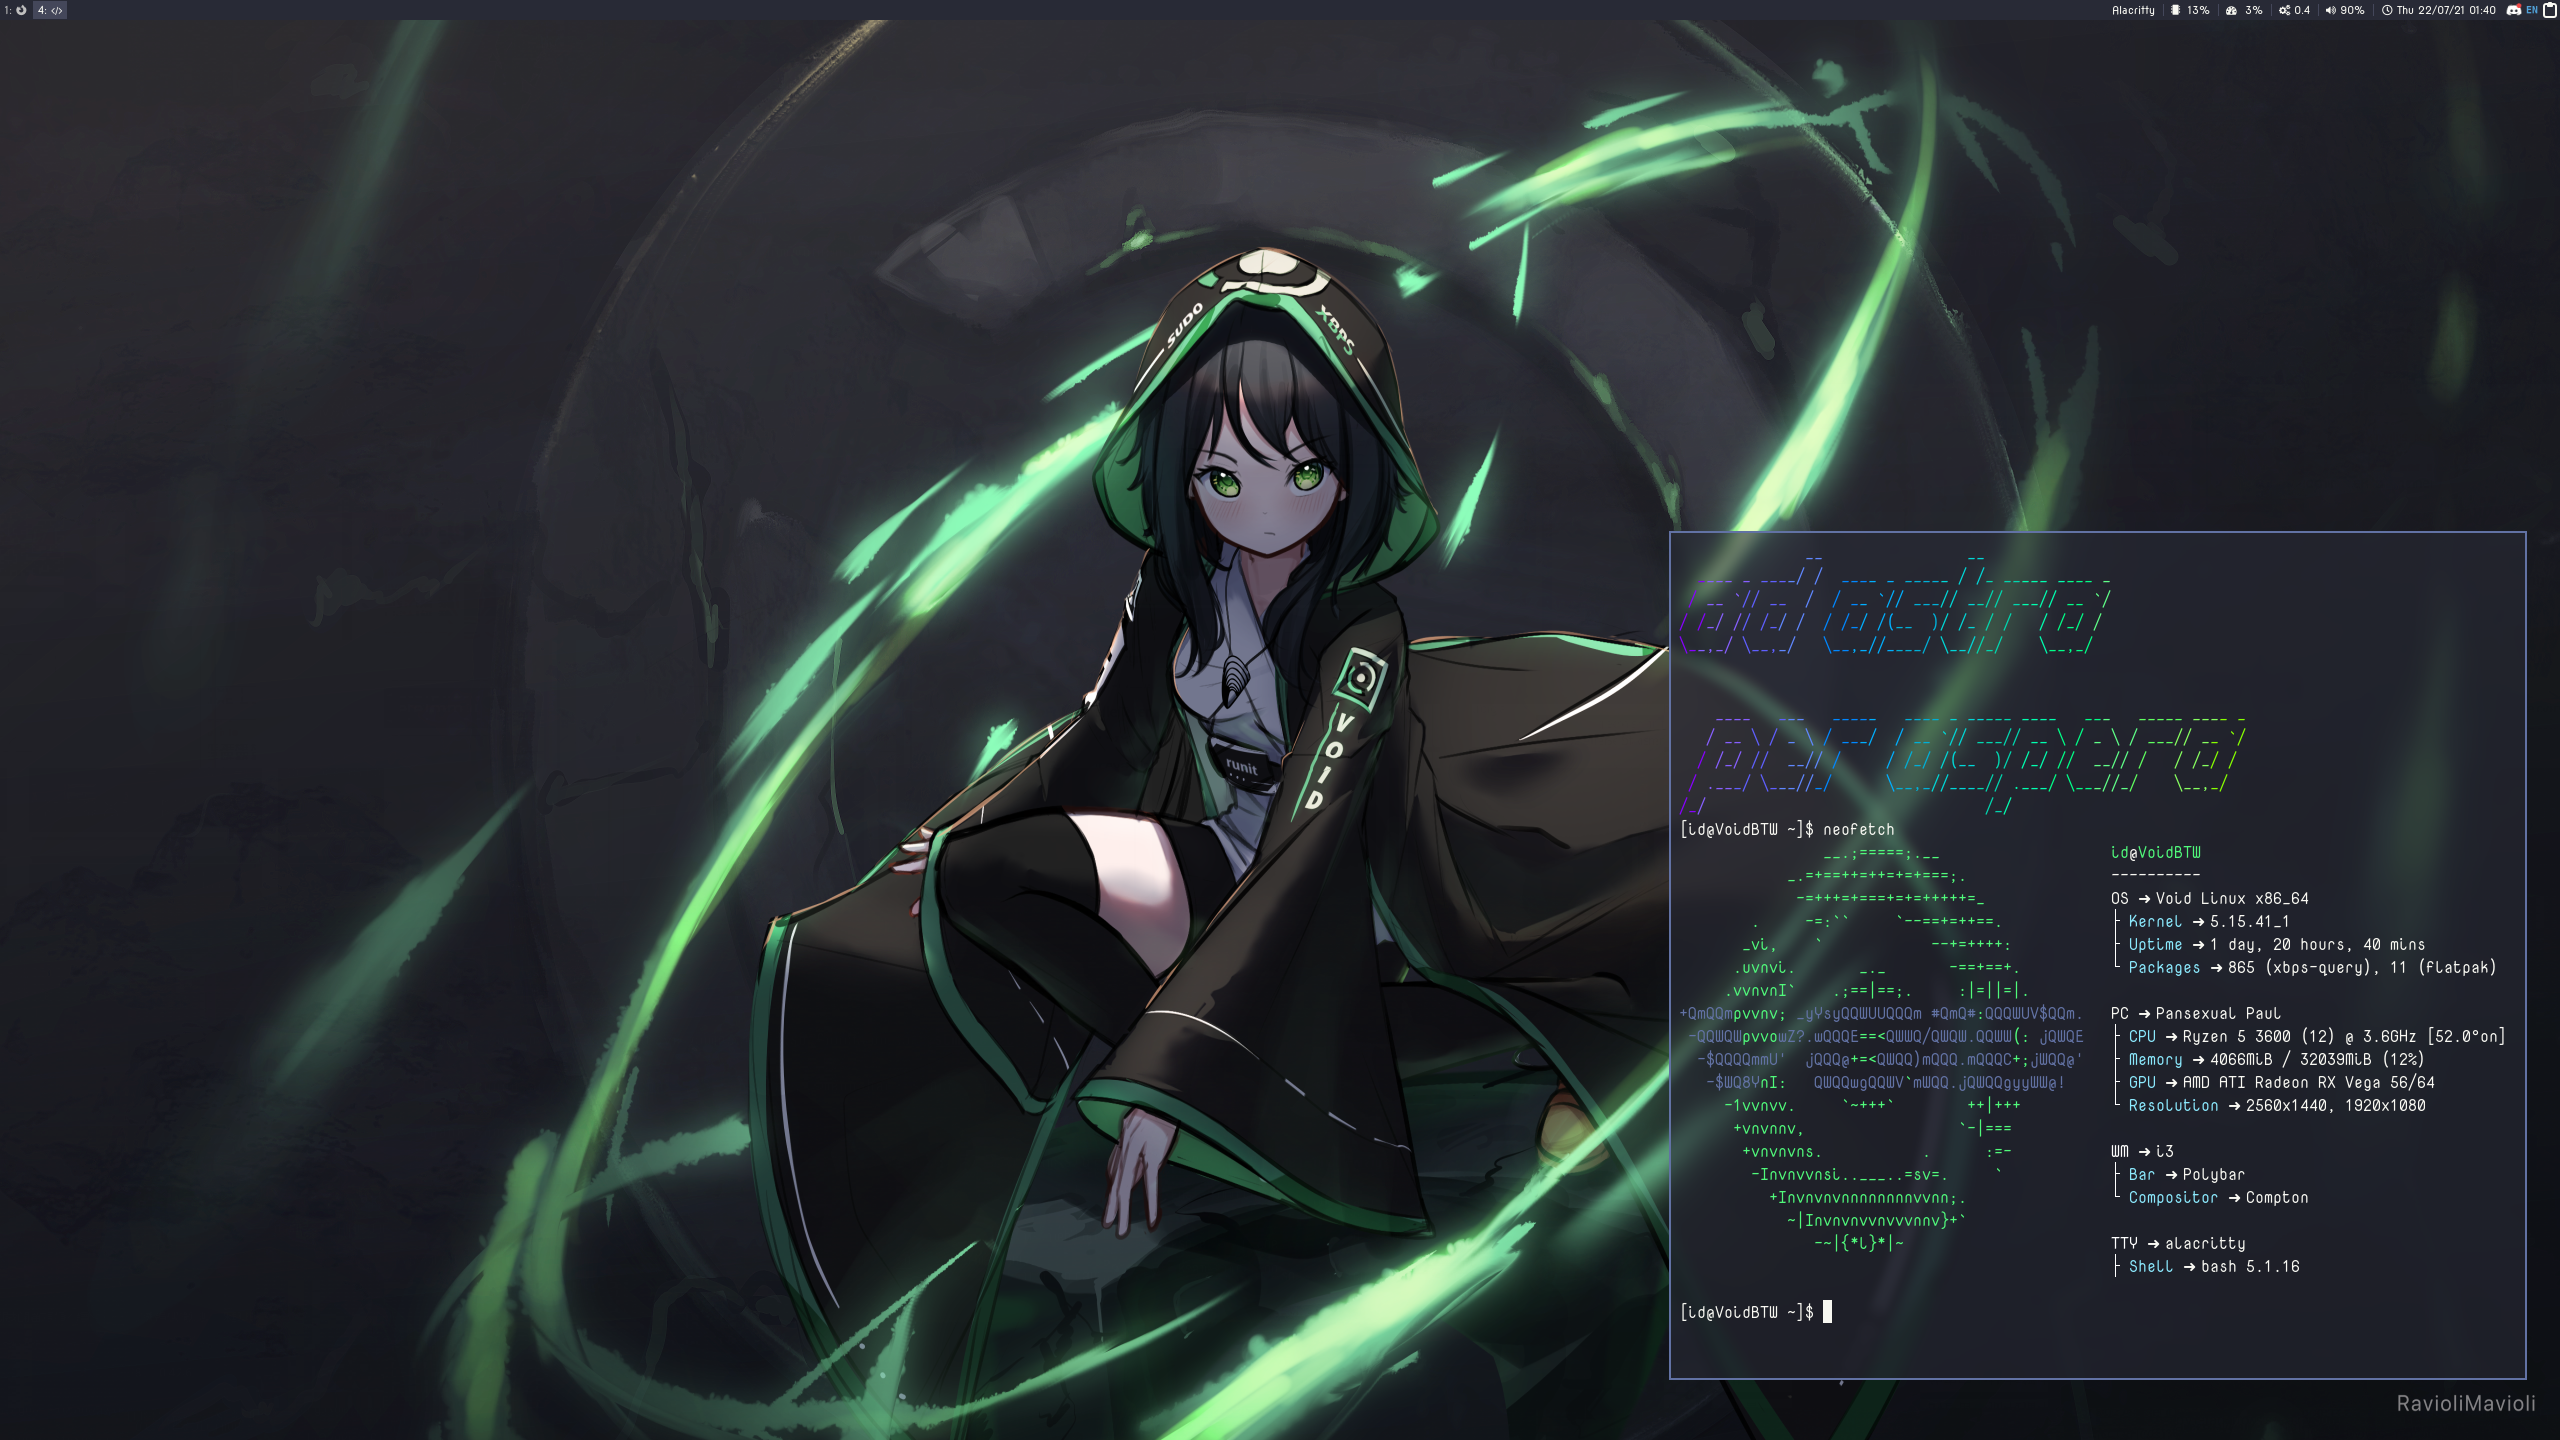 1: 4: </> Alacritty 13% 3% 0.4 90% Thu 22/07/21 01:40 EN
SUDO XBPS
VOID
runit
ad astra
per aspera
[id@VoidBTW ~]$ neofetch
id@VoidBTW
----------
OS → Void Linux x86_64
├ Kernel → 5.15.41_1
├ Uptime → 1 day, 20 hours, 40 mins
└ Packages → 865 (xbps-query), 11 (flatpak)
PC → Pansexual Paul
├ CPU → Ryzen 5 3600 (12) @ 3.6GHz [52.0°on]
├ Memory → 4066MiB / 32039MiB (12%)
├ GPU → AMD ATI Radeon RX Vega 56/64
└ Resolution → 2560x1440, 1920x1080
WM → i3
├ Bar → Polybar
└ Compositor → Compton
TTY → alacritty
├ Shell → bash 5.1.16
[id@VoidBTW ~]$
RavioliMavioli